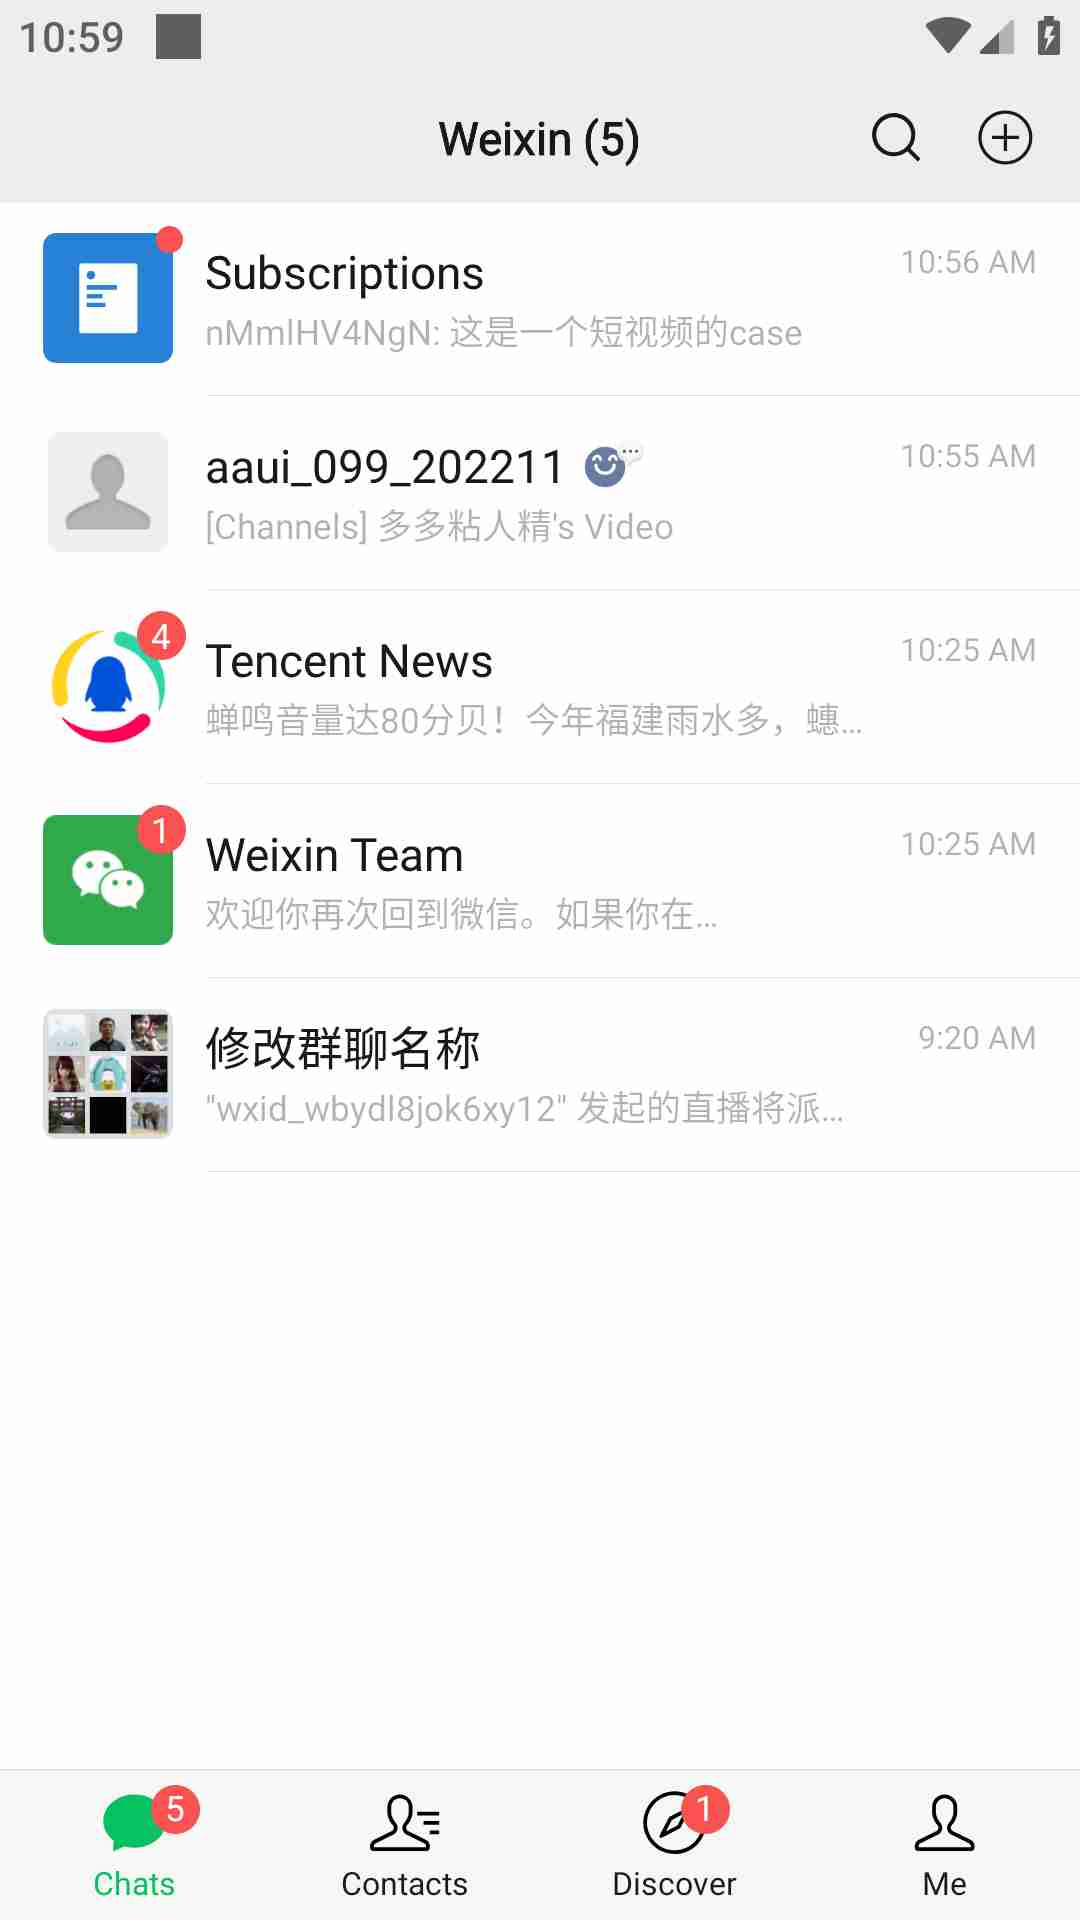 10:59
Weixin (5)
Subscriptions
10:56 AM
nMmlHV4NgN: 这是一个短视频的case
aaui_099_202211
10:55 AM
[Channels] 多多粘人精's Video
4
Tencent News
10:25 AM
蝉鸣音量达80分贝！今年福建雨水多，蟪...
1
Weixin Team
10:25 AM
欢迎你再次回到微信。如果你在...
修改群聊名称
9:20 AM
"wxid_wbydl8jok6xy12" 发起的直播将派...
5
1
Chats
Contacts
Discover
Me